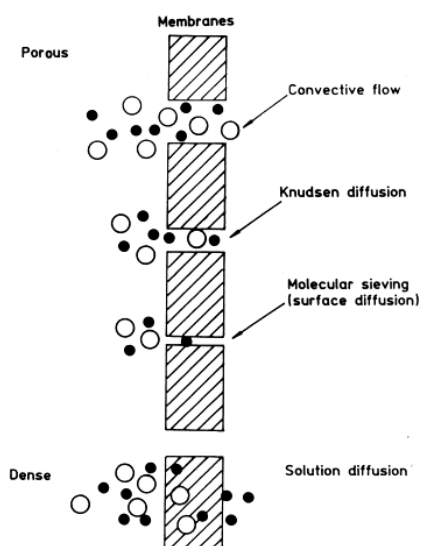 Membranes
Porous
Convective flow
Knudsen diffusion
Molecular sieving
(surface diffusion)
Dense
Solution diffusion